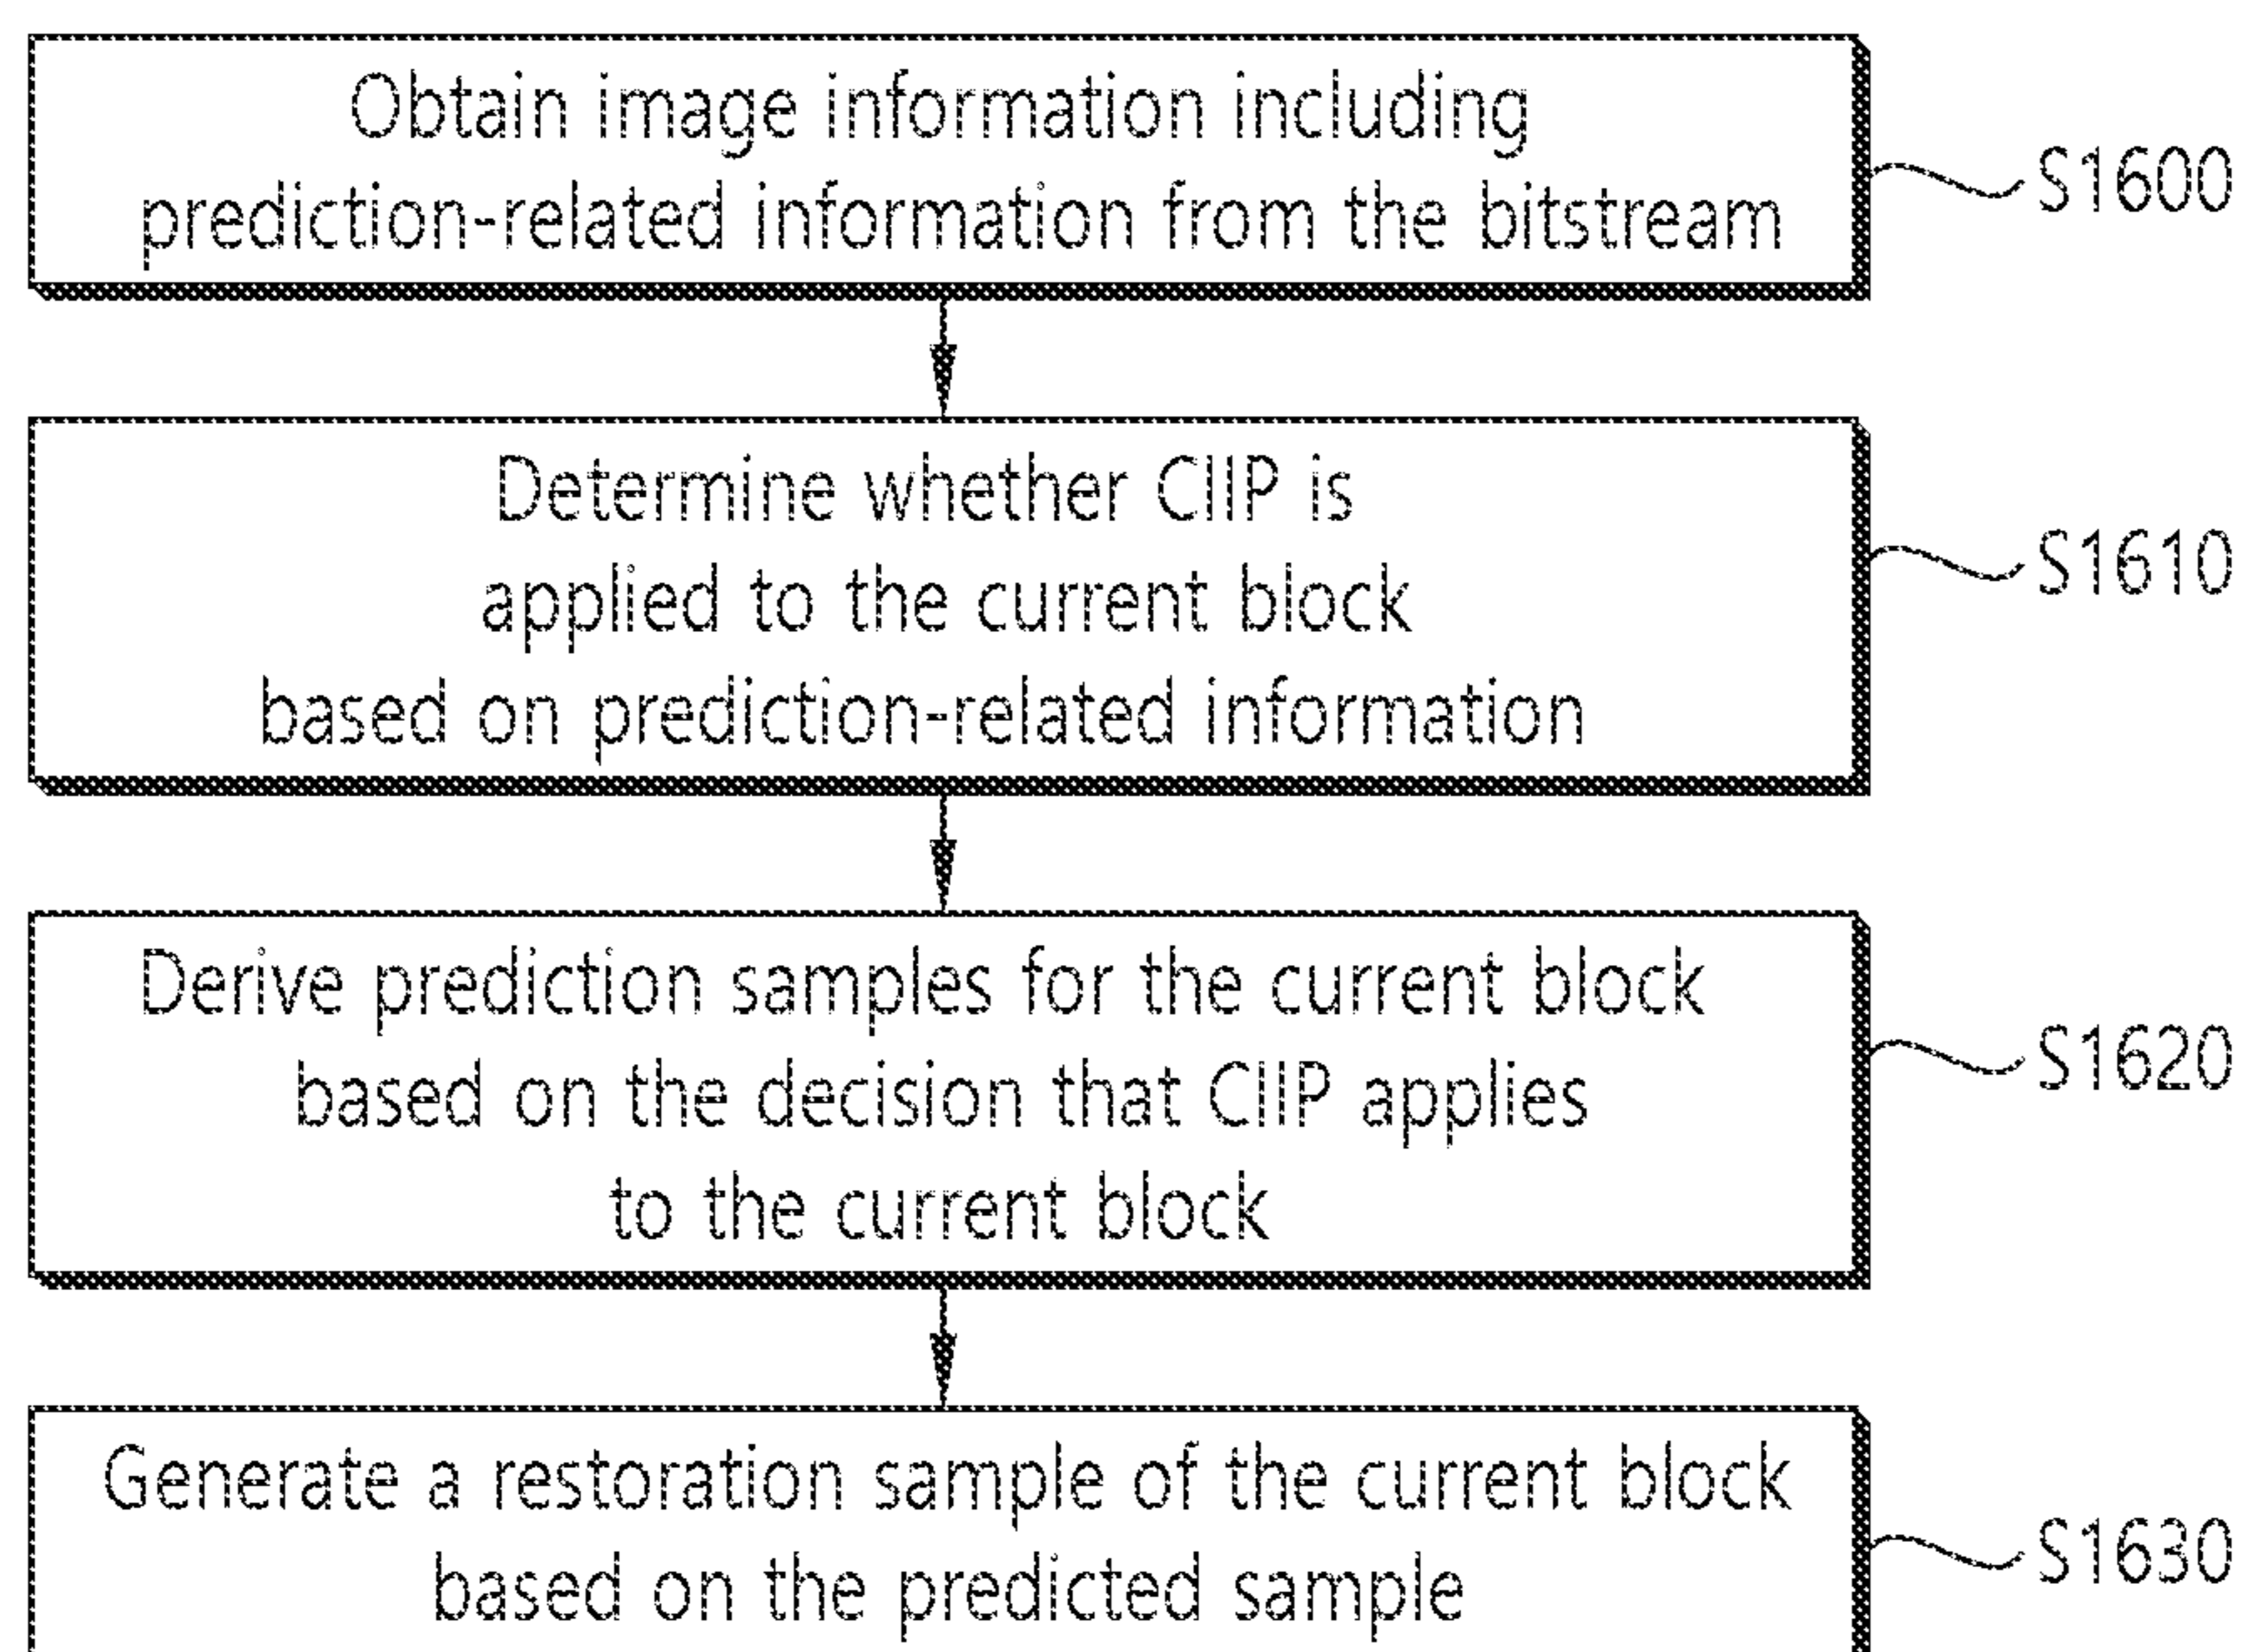 Obtain image information including
prediction-related information from the bitstream
S1600
Determine whether CIIP is
applied to the current block
based on prediction-related information
S1610
Derive prediction samples for the current block
based on the decision that CIIP applies
to the current block
S1620
Generate a restoration sample of the current block
based on the predicted sample
S1630